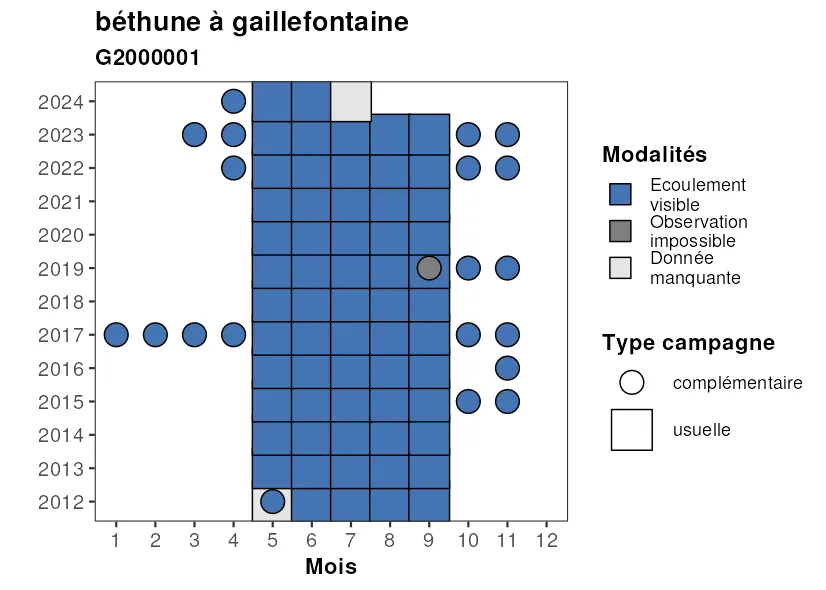 béthune à gaillefontaine
G2000001
2024
2023
2022
2021
2020
2019
2018
2017
2016
2015
2014
2013
2012
1 2 3 4 5 6 7 8 9 10 11 12
Mois
Modalités
Ecoulement
visible
Observation
impossible
Donnée
manquante
Type campagne
complémentaire
usuelle